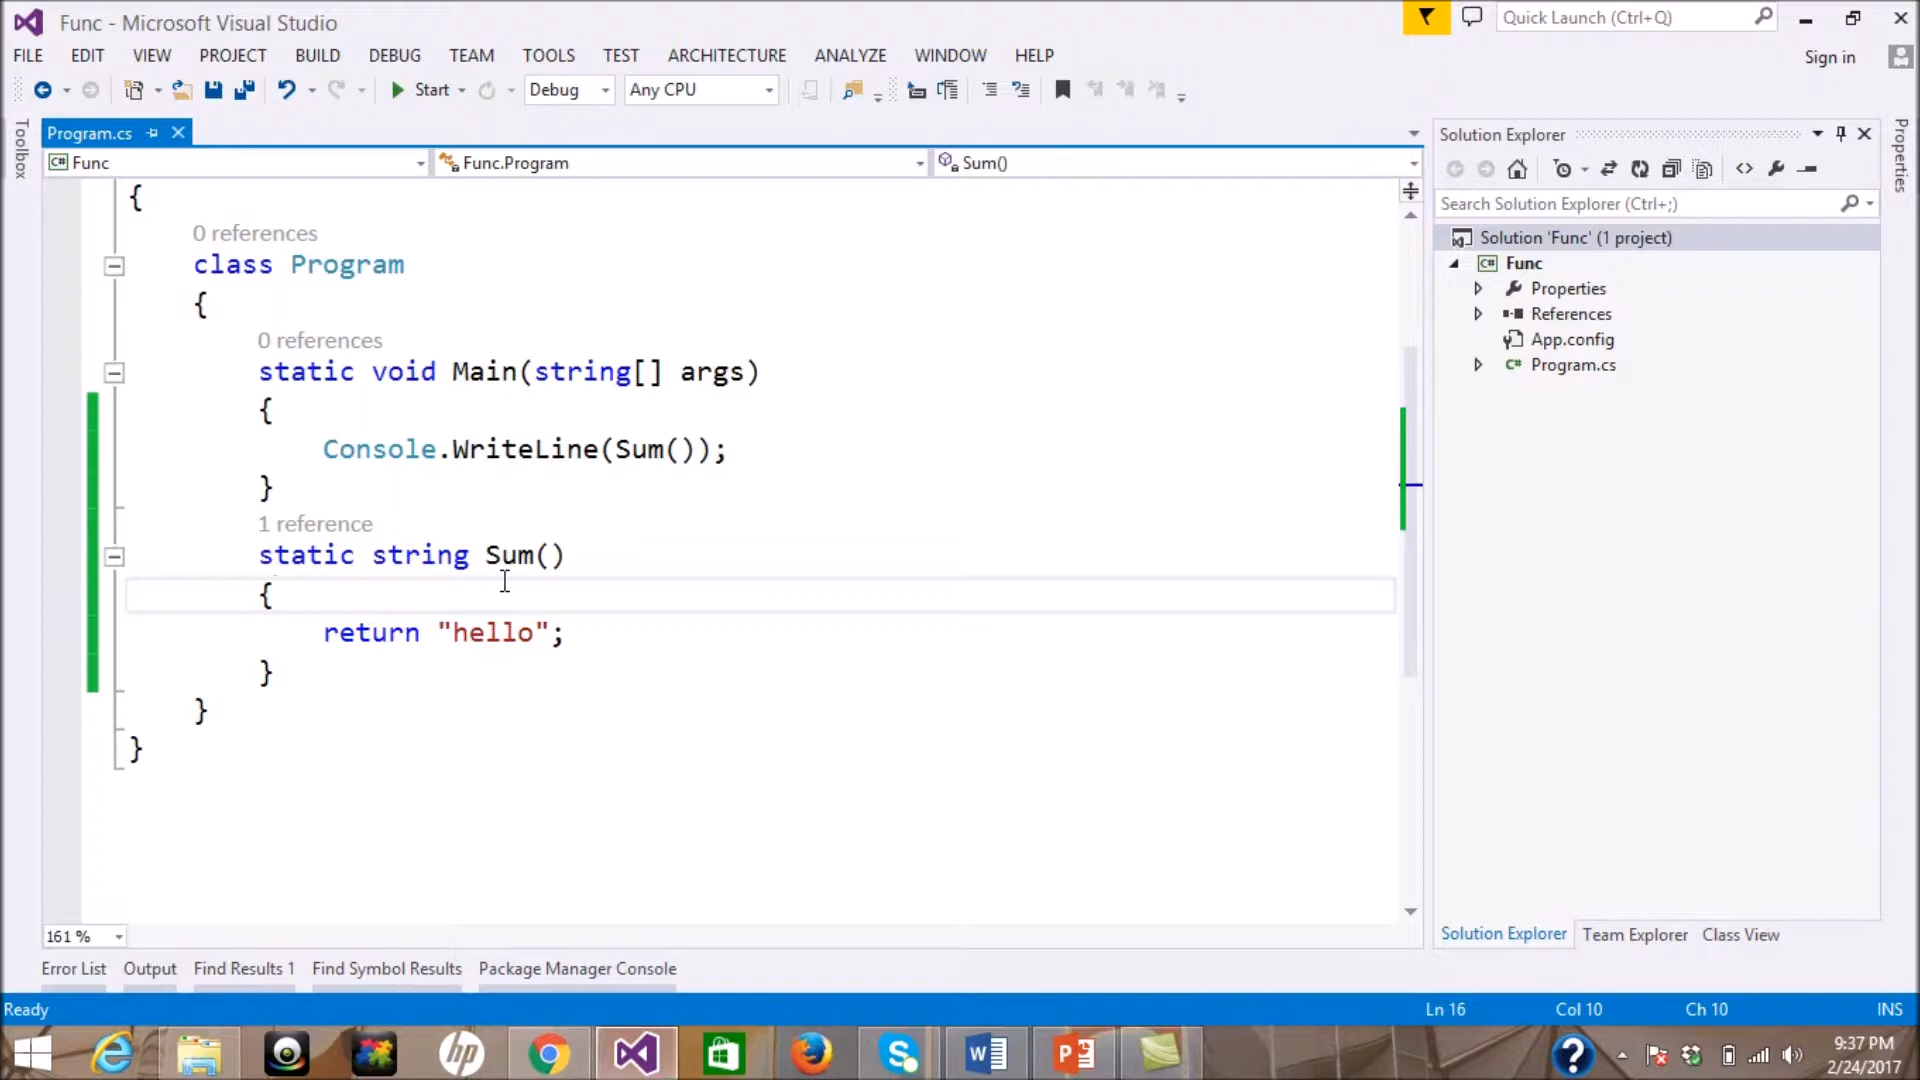 Func - Microsoft Visual Studio
Quick Launch (Ctrl+Q)
FILE EDIT VIEW PROJECT BUILD DEBUG TEAM TOOLS TEST ARCHITECTURE ANALYZE WINDOW HELP
Sign in
Start Debug Any CPU
Toolbox
Program.cs
Func Func.Program Sum()
{
0 references
class Program
{
0 references
static void Main(string[] args)
{
Console.WriteLine(Sum());
}
1 reference
static string Sum()
{
return "hello";
}
}
}
161 %
Solution Explorer
Search Solution Explorer (Ctrl+;)
Solution 'Func' (1 project)
C# Func
Properties
References
App.config
C# Program.cs
Properties
Solution Explorer Team Explorer Class View
Error List Output Find Results 1 Find Symbol Results Package Manager Console
Ready Ln 16 Col 10 Ch 10 INS
9:37 PM
2/24/2017